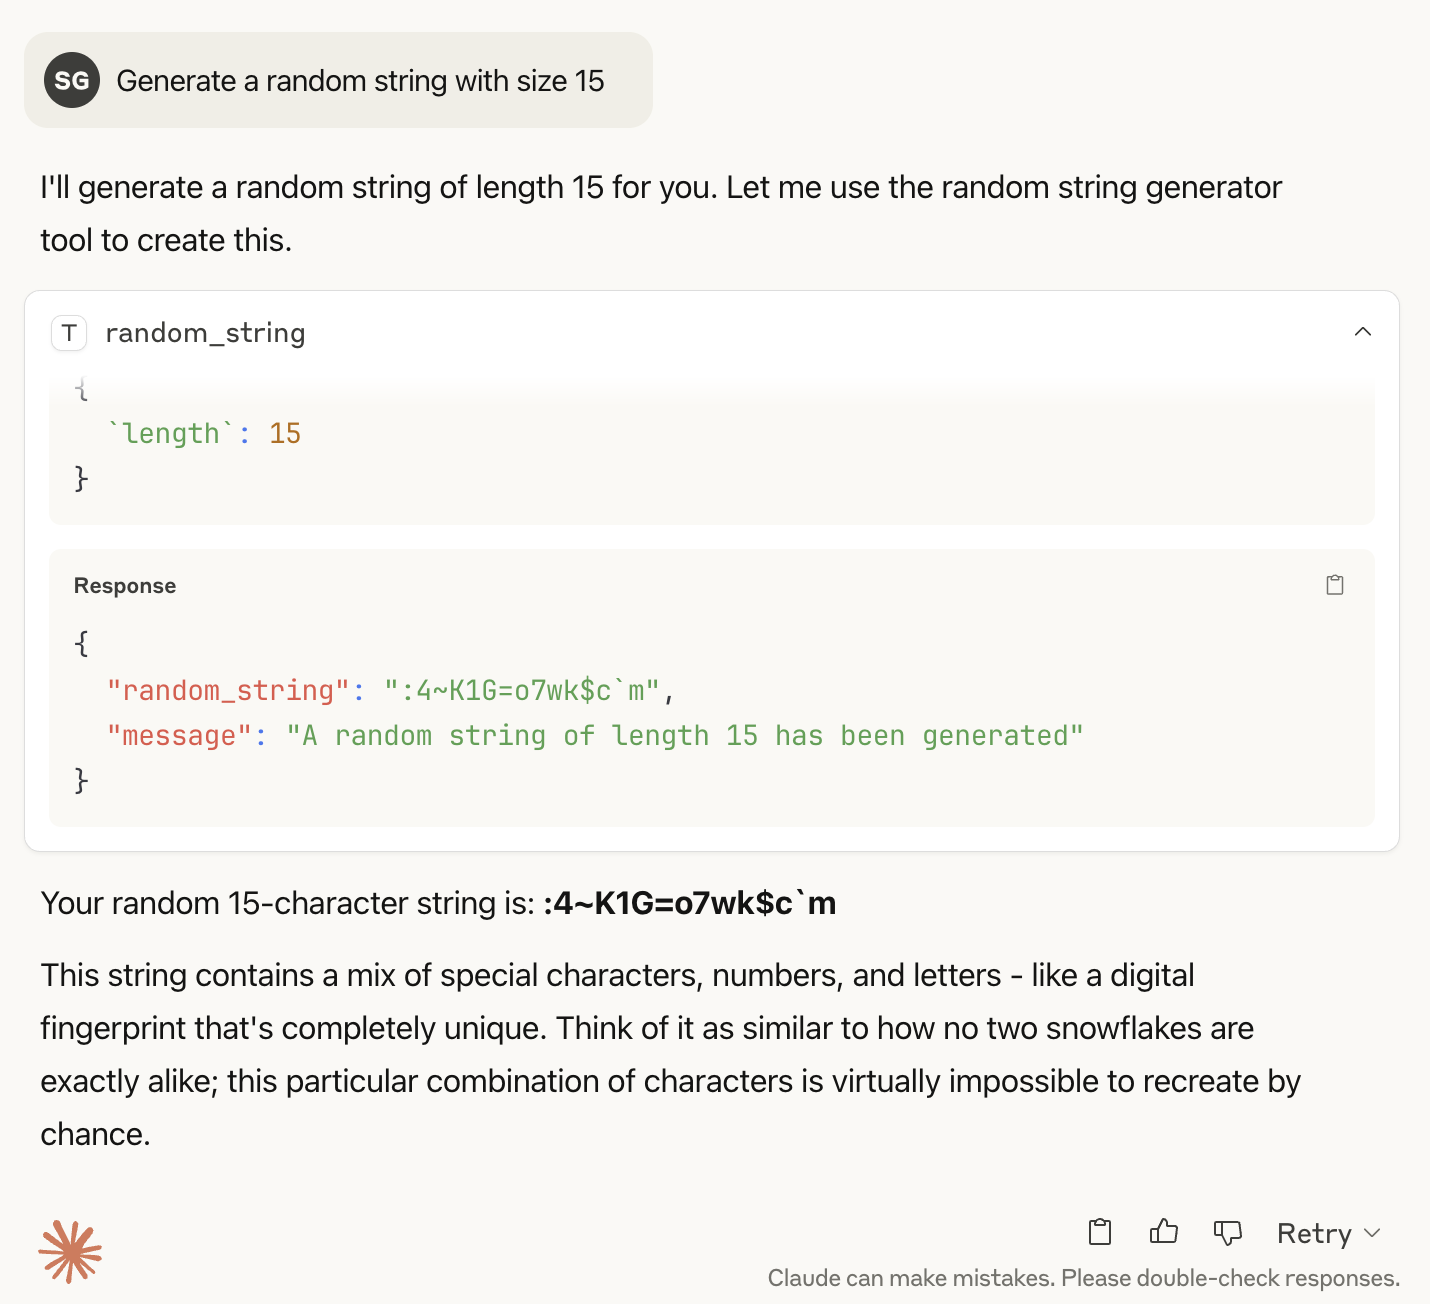 SG Generate a random string with size 15
I'll generate a random string of length 15 for you. Let me use the random string generator
tool to create this.
T random_string
{
`length`: 15
}
Response
{
"random_string": ":4~K1G=o7wk$c`m",
"message": "A random string of length 15 has been generated"
}
Your random 15-character string is: :4~K1G=o7wk$c`m
This string contains a mix of special characters, numbers, and letters - like a digital
fingerprint that's completely unique. Think of it as similar to how no two snowflakes are
exactly alike; this particular combination of characters is virtually impossible to recreate by
chance.
Retry
Claude can make mistakes. Please double-check responses.